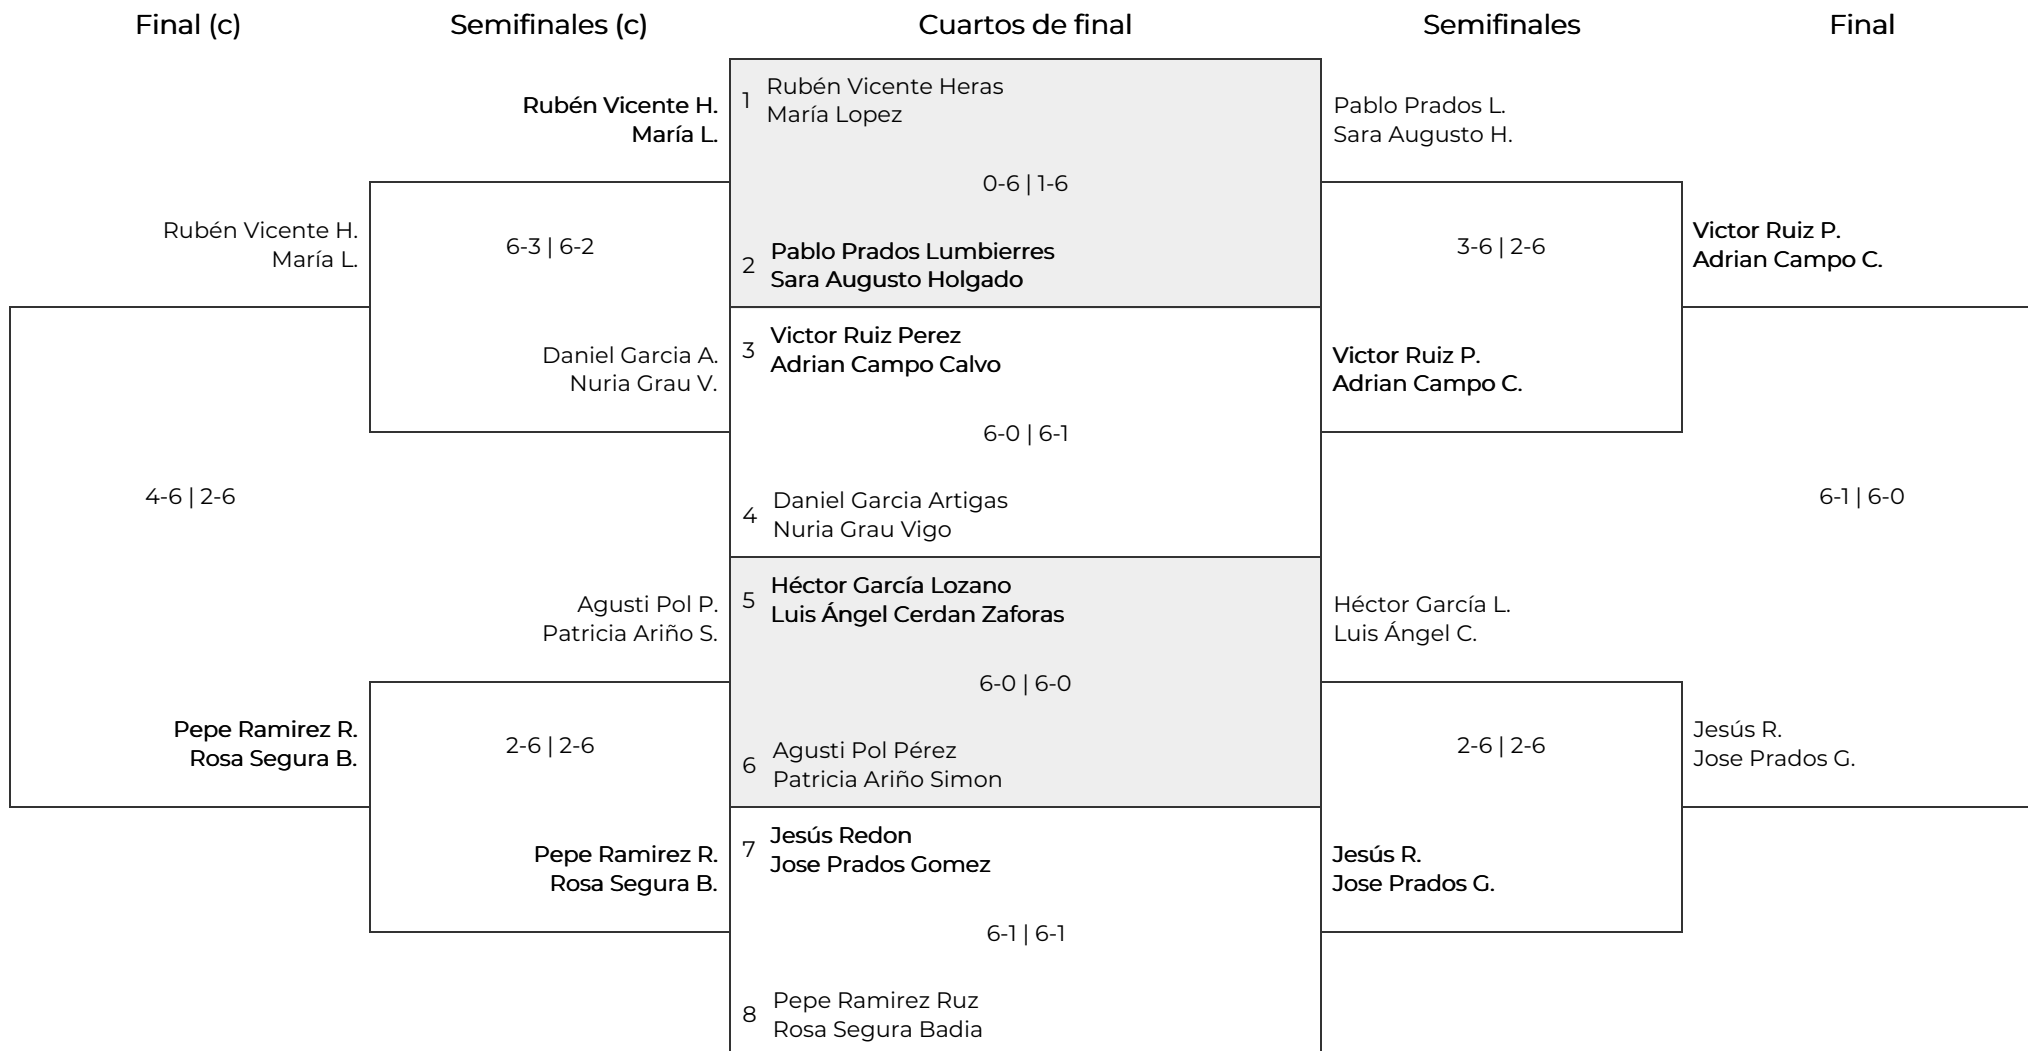 Final (c)
Semifinales (c)
Cuartos de final
Semifinales
Final
Rubén Vicente H.
María L.
6-3 | 6-2
Daniel Garcia A.
Nuria Grau V.
Rubén Vicente H.
María L.
4-6 | 2-6
Pepe Ramirez R.
Rosa Segura B.
Agusti Pol P.
Patricia Ariño S.
2-6 | 2-6
Pepe Ramirez R.
Rosa Segura B.
1
Rubén Vicente Heras
María Lopez
0-6 | 1-6
2
Pablo Prados Lumbierres
Sara Augusto Holgado
3
Victor Ruiz Perez
Adrian Campo Calvo
6-0 | 6-1
4
Daniel Garcia Artigas
Nuria Grau Vigo
5
Héctor García Lozano
Luis Ángel Cerdan Zaforas
6-0 | 6-0
6
Agusti Pol Pérez
Patricia Ariño Simon
7
Jesús Redon
Jose Prados Gomez
6-1 | 6-1
8
Pepe Ramirez Ruz
Rosa Segura Badia
Pablo Prados L.
Sara Augusto H.
3-6 | 2-6
Victor Ruiz P.
Adrian Campo C.
Héctor García L.
Luis Ángel C.
2-6 | 2-6
Jesús R.
Jose Prados G.
Victor Ruiz P.
Adrian Campo C.
6-1 | 6-0
Jesús R.
Jose Prados G.